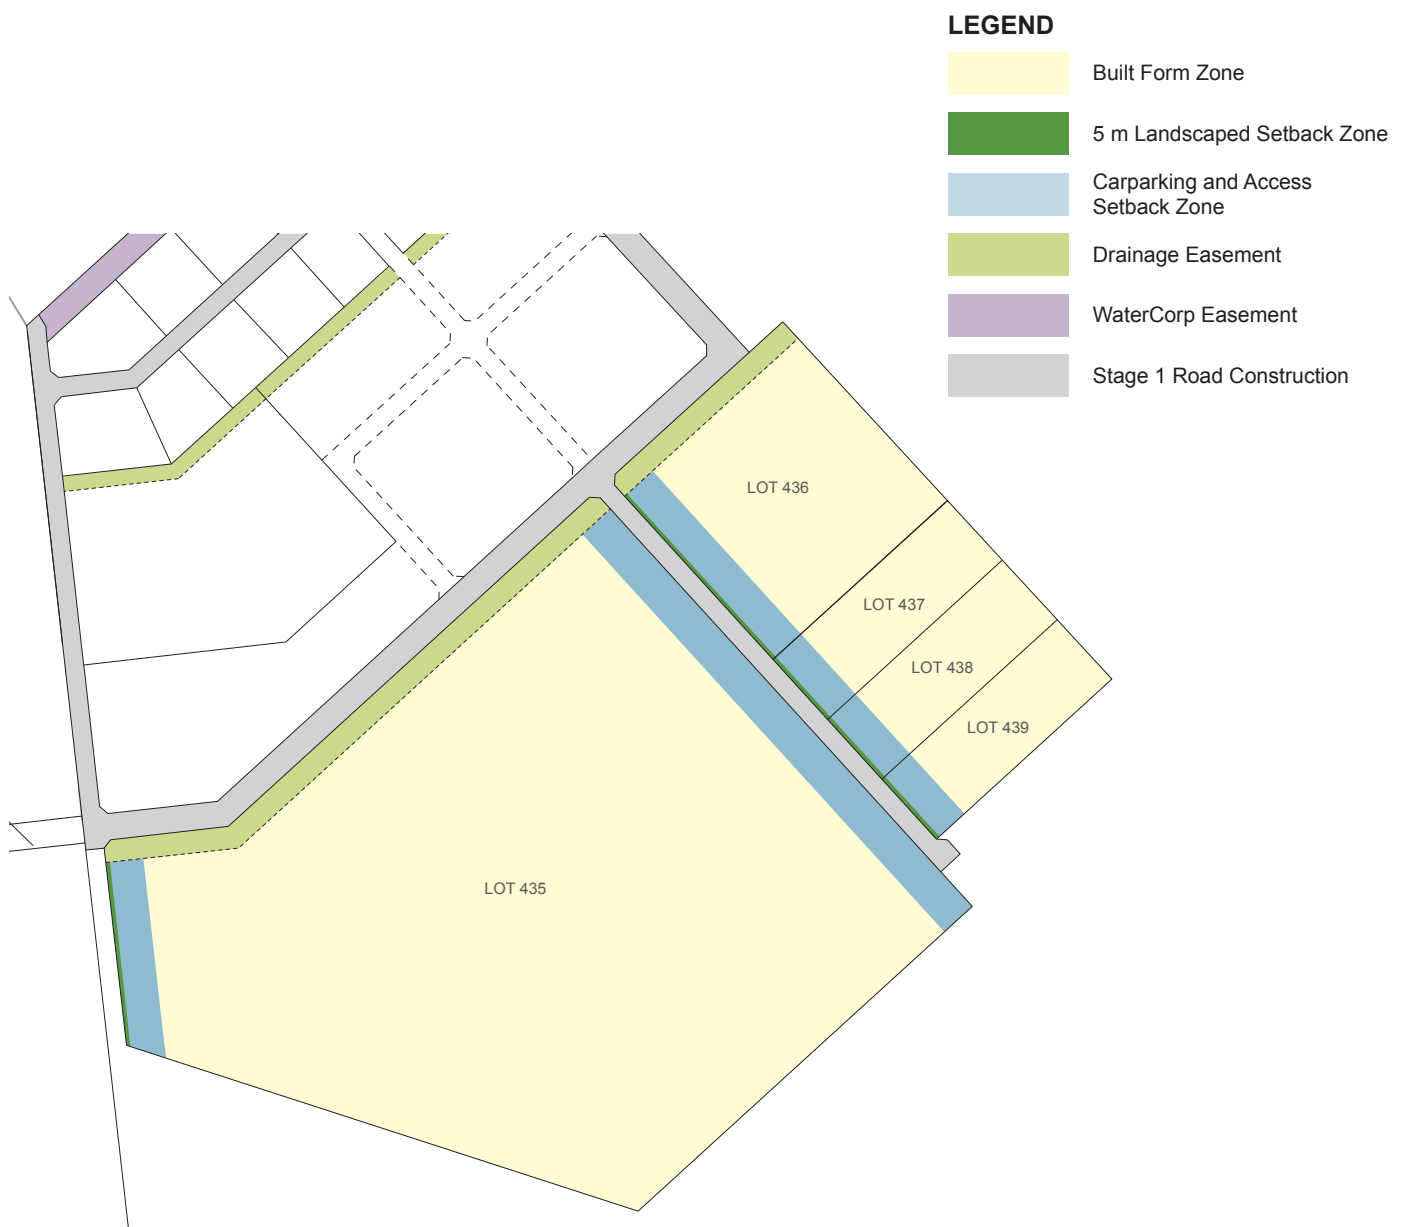 LEGEND
Built Form Zone
5 m Landscaped Setback Zone
Carparking and Access
Setback Zone
Drainage Easement
WaterCorp Easement
Stage 1 Road Construction
LOT 436
LOT 437
LOT 438
LOT 439
LOT 435